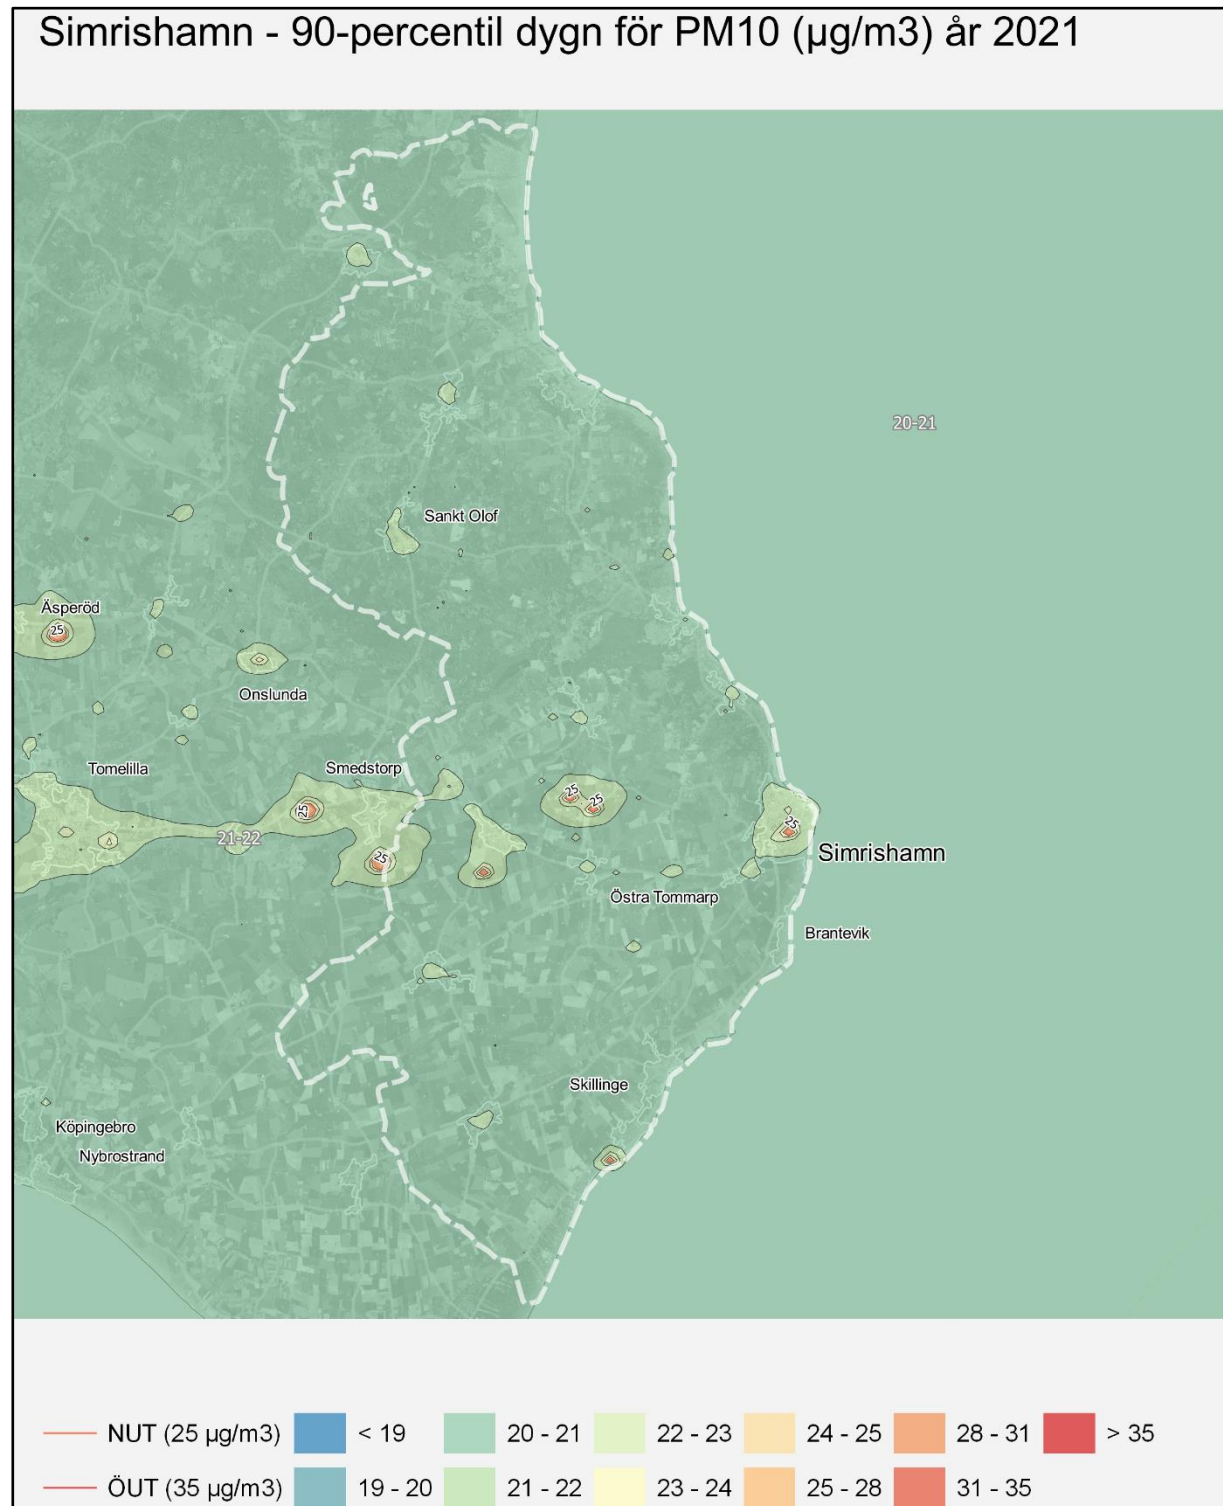 Simrishamn - 90-percentil dygn för PM10 (µg/m3) år 2021
20-21
Sankt Olof
Äsperöd
25
Onslunda
Tomelilla
Smedstorp
25
25
25
25
21-22
25
Simrishamn
Östra Tommarp
Brantevik
Skillinge
Köpingebro
Nybrostrand
NUT (25 µg/m3) < 19 20 - 21 22 - 23 24 - 25 28 - 31 > 35
ÖUT (35 µg/m3) 19 - 20 21 - 22 23 - 24 25 - 28 31 - 35